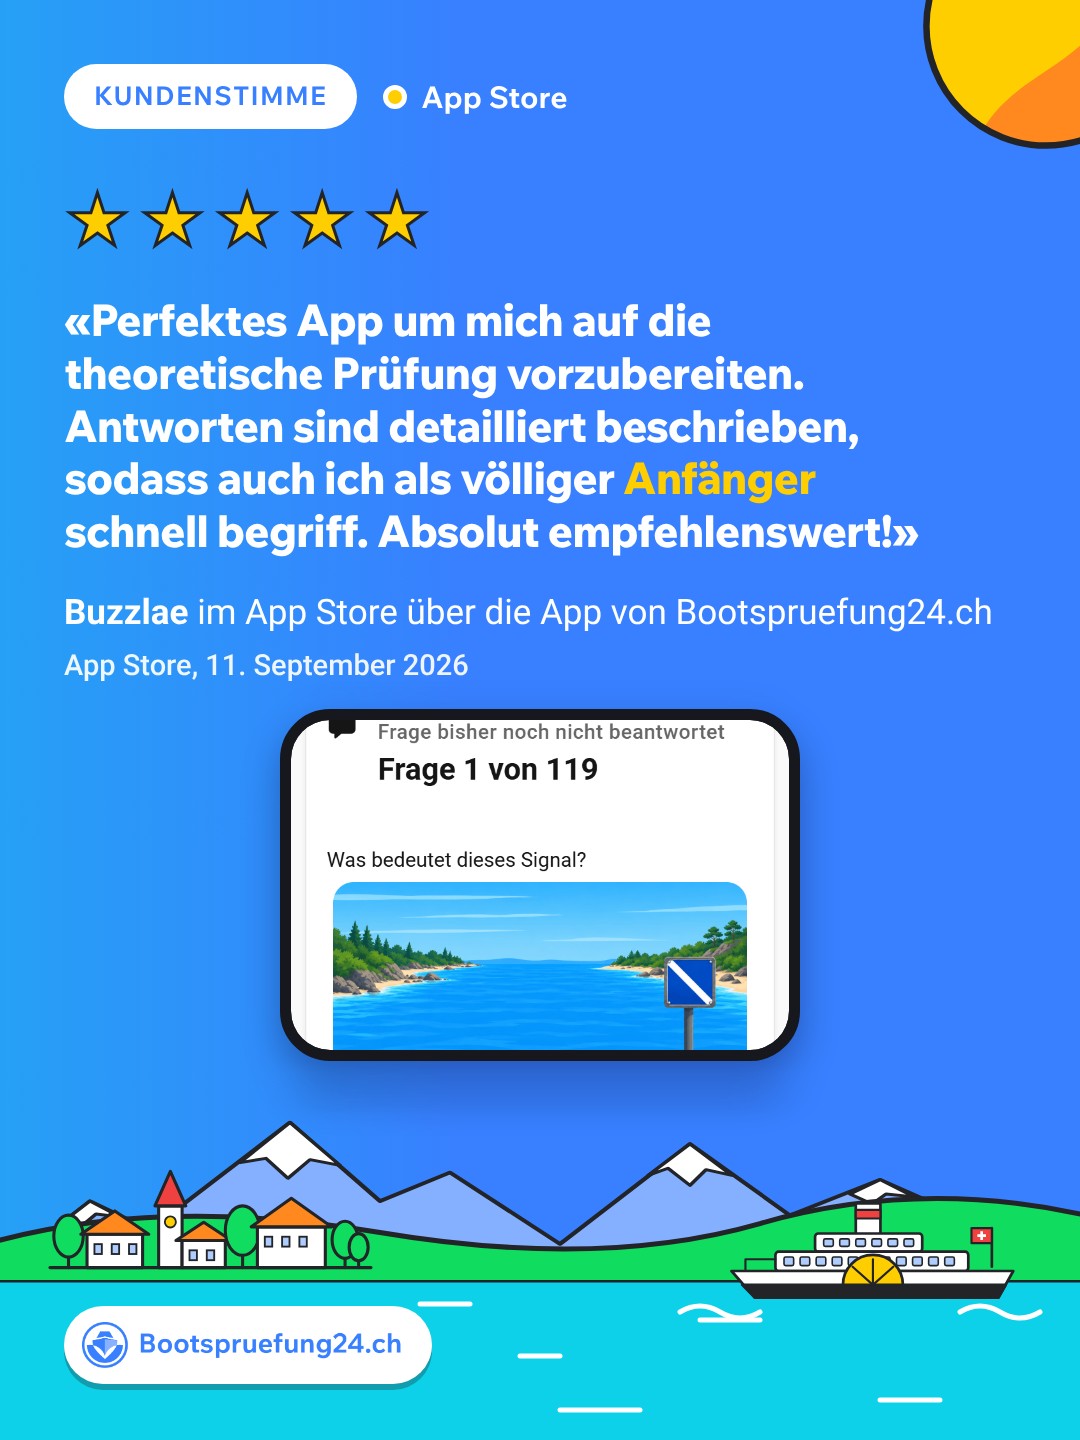 KUNDENSTIMME
App Store
«Perfektes App um mich auf die
theoretische Prüfung vorzubereiten.
Antworten sind detailliert beschrieben,
sodass auch ich als völliger Anfänger
schnell begriff. Absolut empfehlenswert!»
Buzzlae im App Store über die App von Bootspruefung24.ch
App Store, 11. September 2026
Frage bisher noch nicht beantwortet
Frage 1 von 119
Was bedeutet dieses Signal?
Bootspruefung24.ch